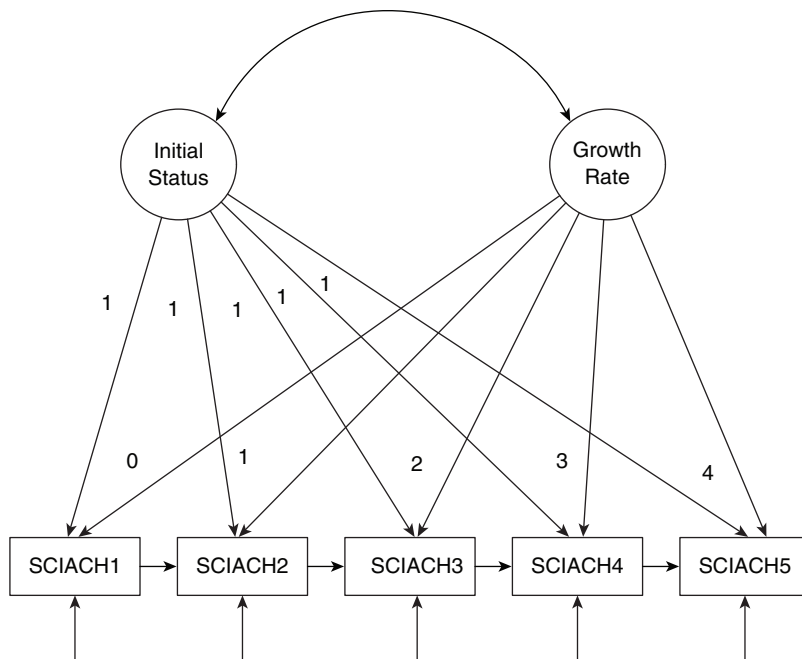 Initial
Status
Growth
Rate
1
1
1
1
1
0
1
2
3
4
SCIACH1
SCIACH2
SCIACH3
SCIACH4
SCIACH5